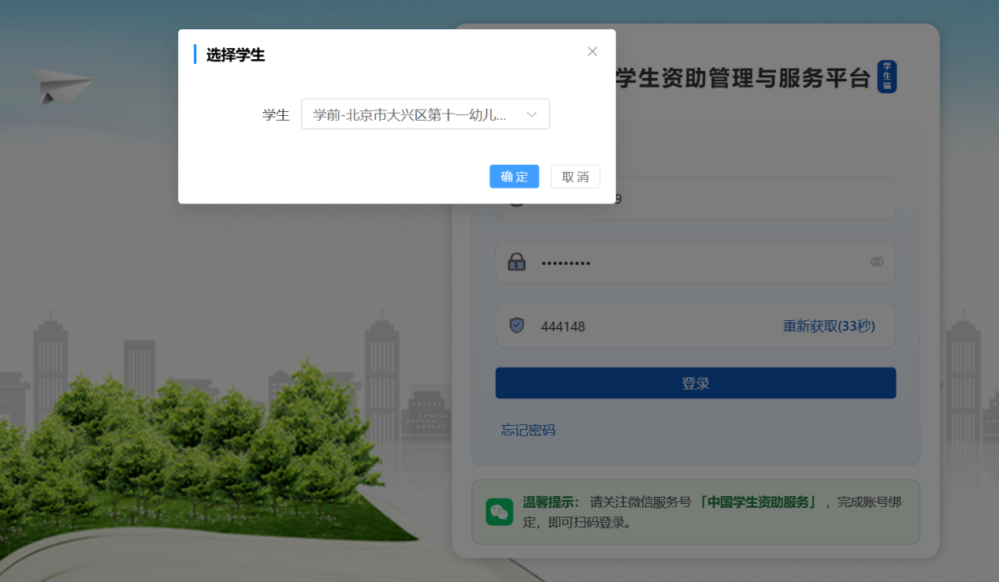 选择学生
学生
学前-北京市大兴区第十一幼儿...
确定
取消
学生资助管理与服务平台
学生端
9
•••••••••
444148
重新获取(33秒)
登录
忘记密码
温馨提示： 请关注微信服务号「中国学生资助服务」，完成账号绑
定，即可扫码登录。